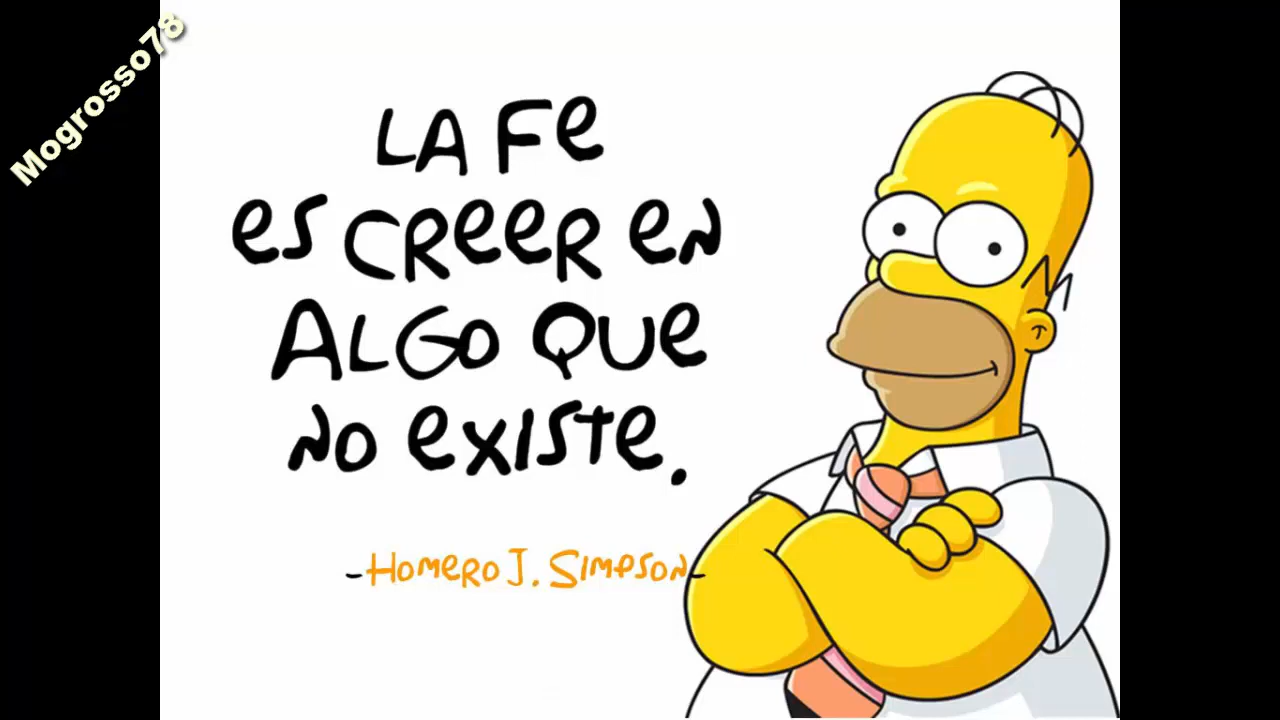 Mogrosso78
LA Fe
es CReeR eN
ALGO QUe
NO eXISTe.
-HOMeRO J. SIMPSON-